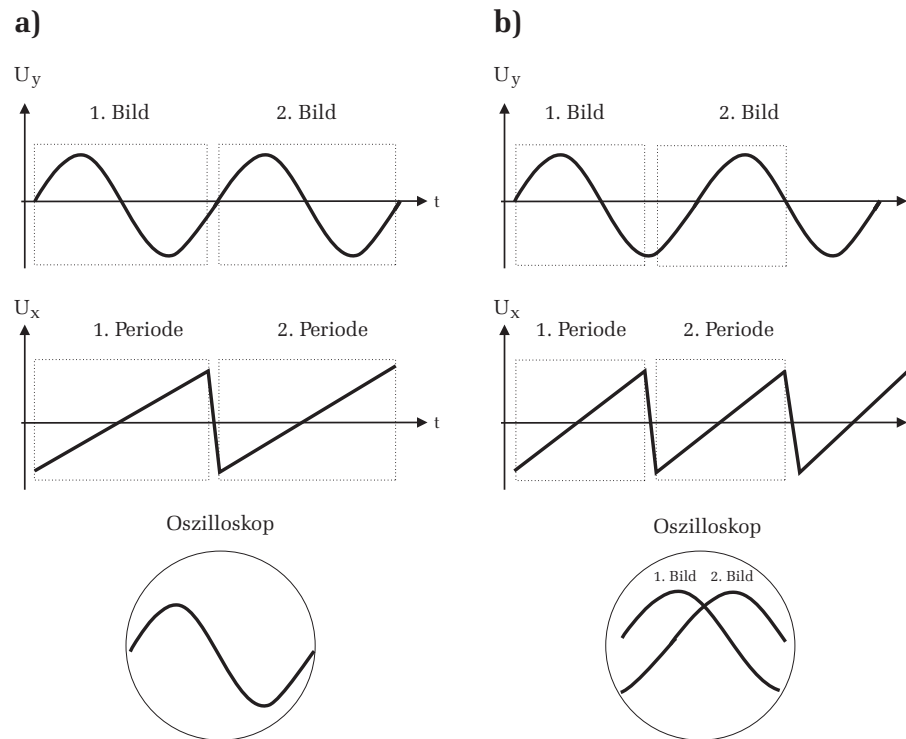 a)
U_y
1. Bild 2. Bild
t
U_x
1. Periode 2. Periode
t
Oszilloskop
b)
U_y
1. Bild 2. Bild
U_x
1. Periode 2. Periode
Oszilloskop
1. Bild 2. Bild